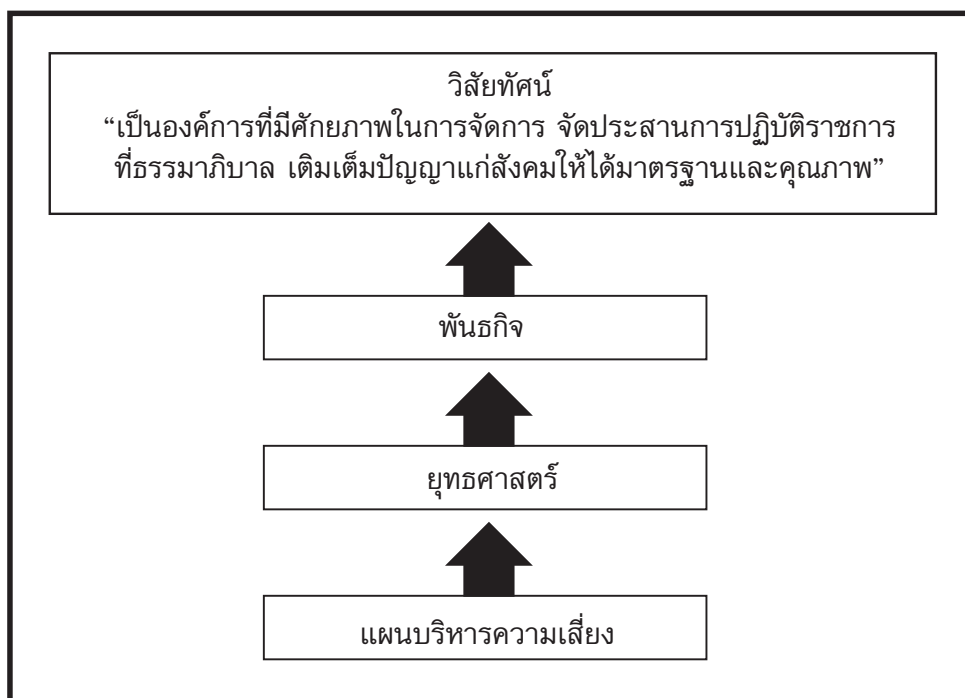 วิสัยทัศน์
“เป็นองค์การที่มีศักยภาพในการจัดการ จัดประสานการปฏิบัติราชการ
ที่ธรรมาภิบาล เติมเต็มปัญญาแก่สังคมให้ได้มาตรฐานและคุณภาพ”
พันธกิจ
ยุทธศาสตร์
แผนบริหารความเสี่ยง